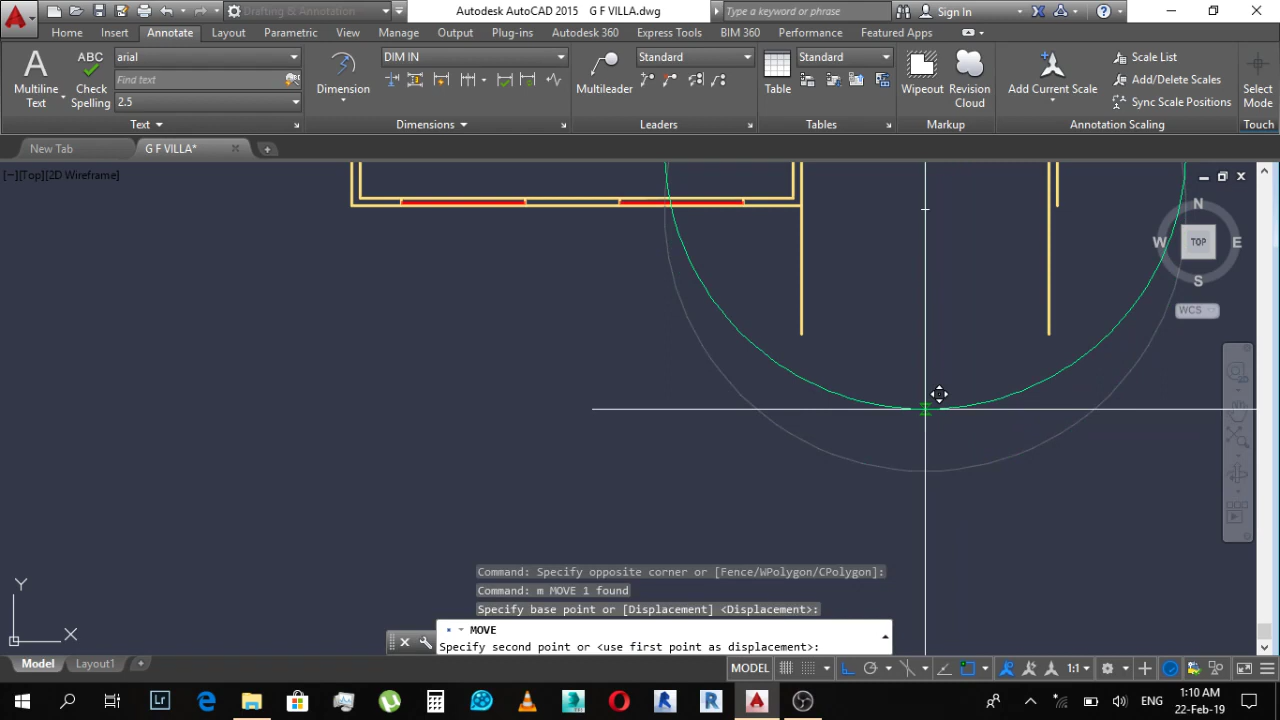 Drafting & Annotation
Autodesk AutoCAD 2015 G F VILLA.dwg
Type a keyword or phrase
Sign In
Home Insert Annotate Layout Parametric View Manage Output Plug-ins Autodesk 360 Express Tools BIM 360 Performance Featured Apps
Multiline Text
ABC
Check Spelling
arial
Find text
2.5
Text
Dimension
DIM IN
Dimensions
Multileader
Standard
Leaders
Table
Standard
Tables
Wipeout
Revision Cloud
Markup
Add Current Scale
Scale List
Add/Delete Scales
Sync Scale Positions
Annotation Scaling
Select Mode
Touch
New Tab
G F VILLA*
[−][Top][2D Wireframe]
N
W TOP E
S
WCS
Y
X
Command: Specify opposite corner or [Fence/WPolygon/CPolygon]:
Command: m MOVE 1 found
Specify base point or [Displacement] <Displacement>:
MOVE
Specify second point or <use first point as displacement>:
Model Layout1
MODEL
1:1
Lr
ENG
1:10 AM
22-Feb-19